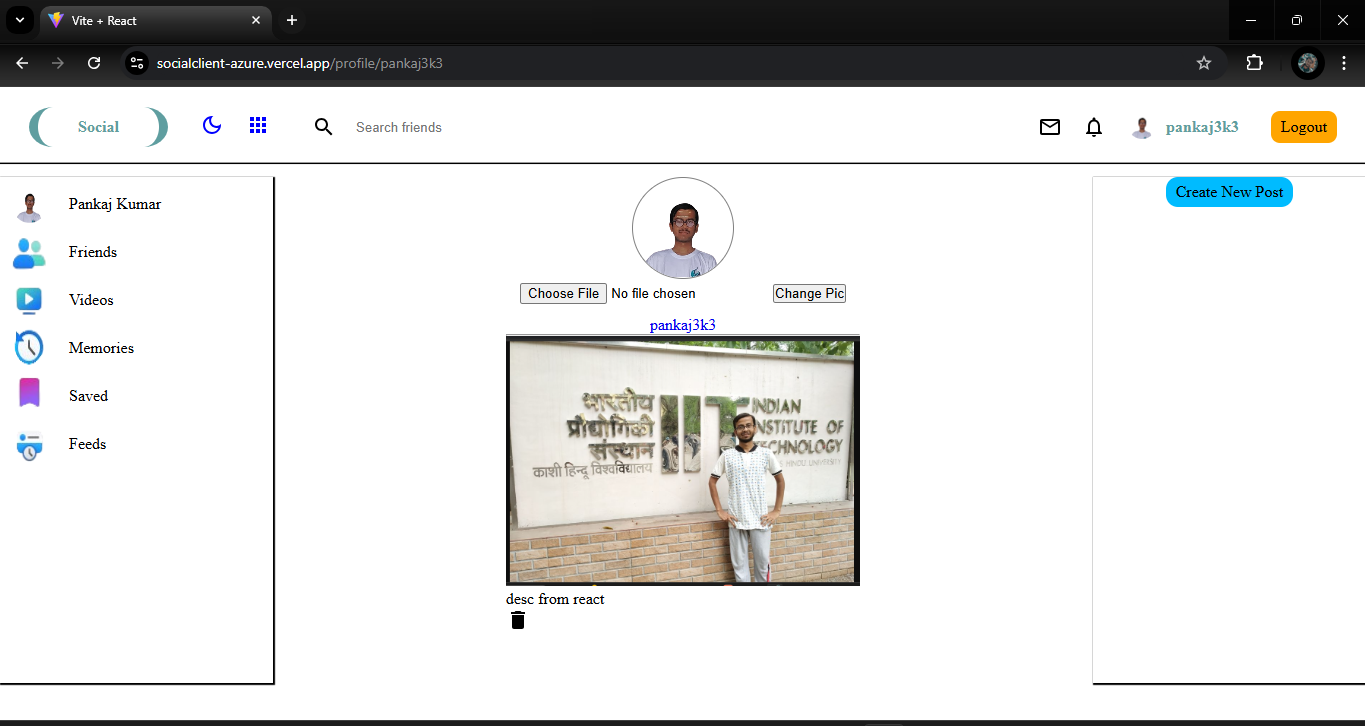 Vite + React
socialclient-azure.vercel.app/profile/pankaj3k3
Social
Search friends
pankaj3k3
Logout
Pankaj Kumar
Friends
Videos
Memories
Saved
Feeds
Choose File No file chosen
Change Pic
pankaj3k3
भारतीय
प्रौद्योगिकी
संस्थान
काशी हिन्दू विश्वविद्यालय
INDIAN
INSTITUTE OF
TECHNOLOGY
HINDU UNIVERSITY
desc from react
Create New Post